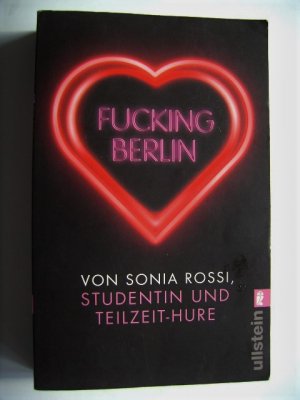 FUCKING
BERLIN
VON SONIA ROSSI,
STUDENTIN UND
TEILZEIT-HURE
ullstein